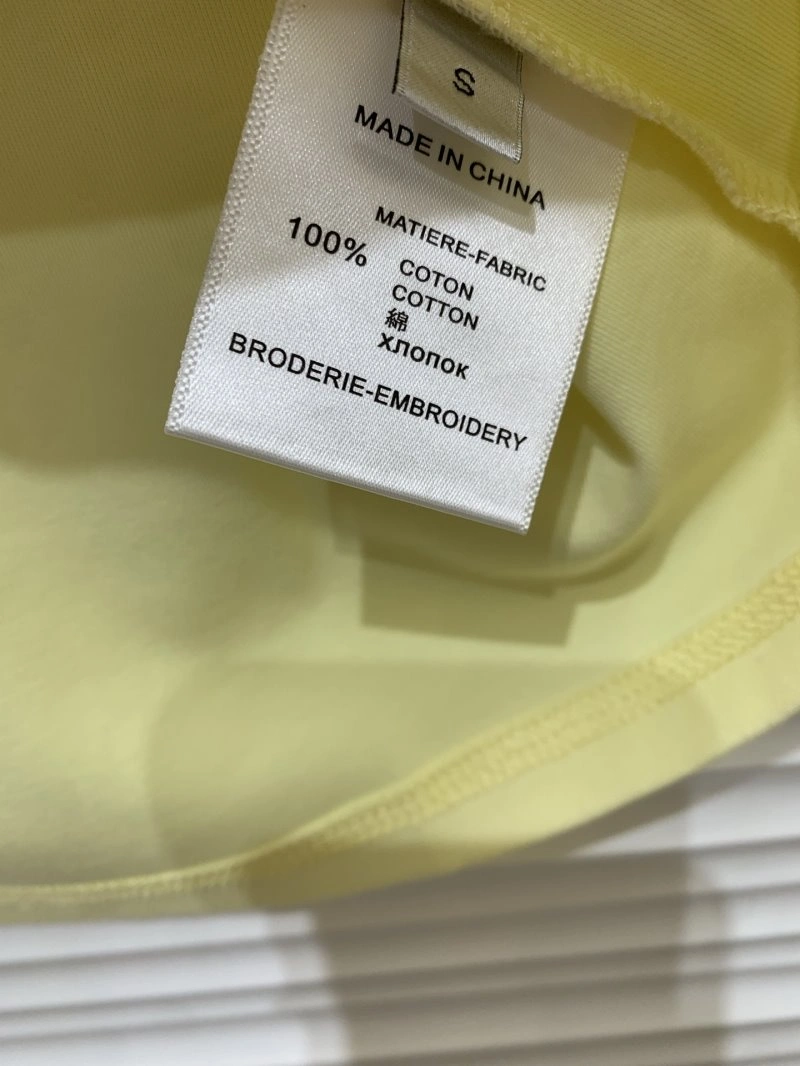 S
MADE IN CHINA
MATIERE-FABRIC
100% COTON
COTTON
綿
хлопок
BRODERIE-EMBROIDERY